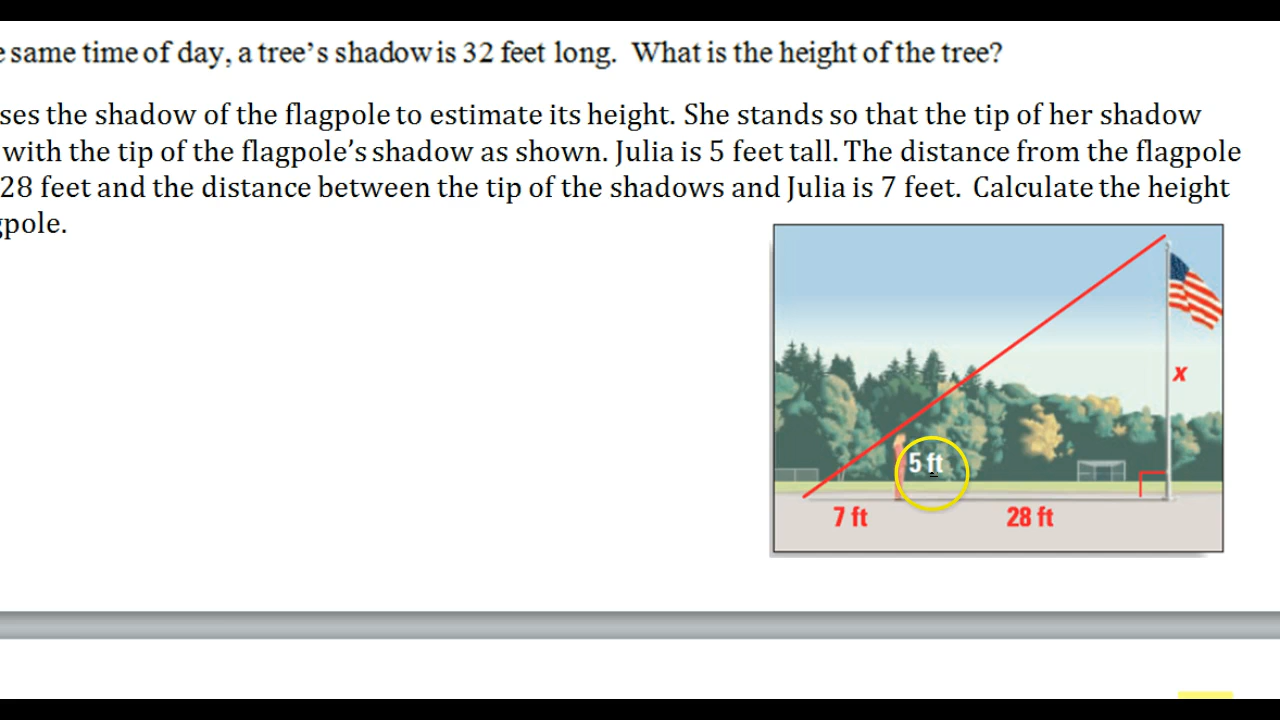 e same time of day, a tree's shadow is 32 feet long. What is the height of the tree?
ses the shadow of the flagpole to estimate its height. She stands so that the tip of her shadow
with the tip of the flagpole's shadow as shown. Julia is 5 feet tall. The distance from the flagpole
28 feet and the distance between the tip of the shadows and Julia is 7 feet. Calculate the height
gpole.
x
5 ft
7 ft
28 ft